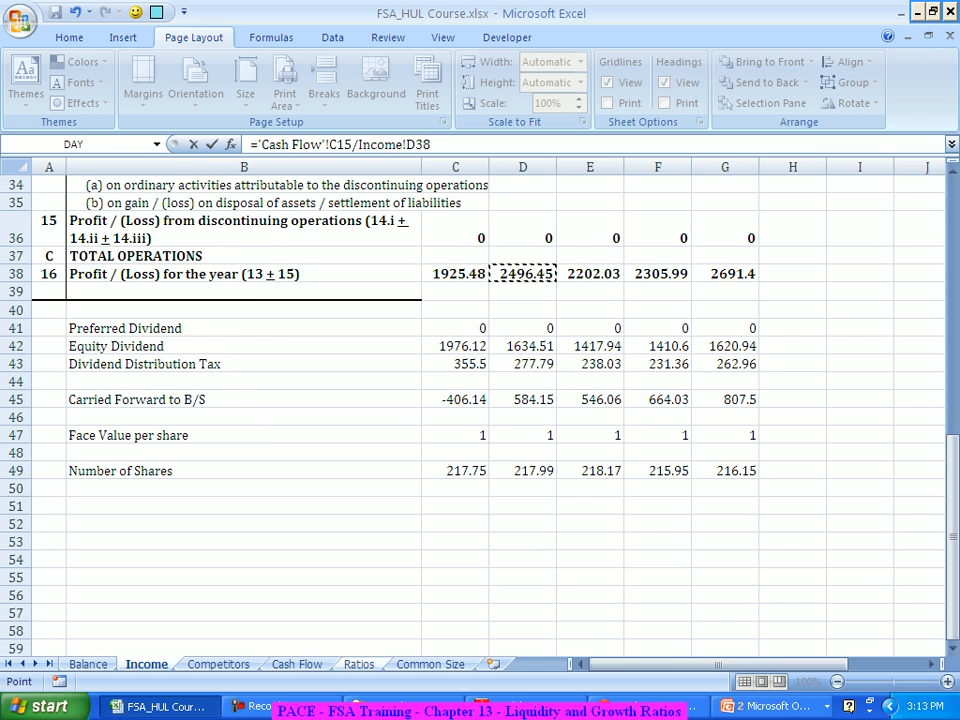 FSA_HUL Course.xlsx - Microsoft Excel
Home Insert Page Layout Formulas Data Review View Developer
Themes Colors Fonts Effects Margins Orientation Size Print Area Breaks Background Print Titles
Width: Automatic Height: Automatic Scale: 100%
Gridlines View Print Headings View Print
Bring to Front Send to Back Selection Pane Align Group Rotate
Themes Page Setup Scale to Fit Sheet Options Arrange
DAY ='Cash Flow'!C15/Income!D38
A B C D E F G H I J
34 (a) on ordinary activities attributable to the discontinuing operations
35 (b) on gain / (loss) on disposal of assets / settlement of liabilities
15 Profit / (Loss) from discontinuing operations (14.i +
36 14.ii + 14.iii) 0 0 0 0 0
37 C TOTAL OPERATIONS
38 16 Profit / (Loss) for the year (13 + 15) 1925.48 2496.45 2202.03 2305.99 2691.4
39
40
41 Preferred Dividend 0 0 0 0 0
42 Equity Dividend 1976.12 1634.51 1417.94 1410.6 1620.94
43 Dividend Distribution Tax 355.5 277.79 238.03 231.36 262.96
44
45 Carried Forward to B/S -406.14 584.15 546.06 664.03 807.5
46
47 Face Value per share 1 1 1 1 1
48
49 Number of Shares 217.75 217.99 218.17 215.95 216.15
50
51
52
53
54
55
56
57
58
59
Balance Income Competitors Cash Flow Ratios Common Size
Point 100%
start FSA_HUL Cour... Reco 2 Microsoft O... 3:13 PM
PACE - FSA Training - Chapter 13 - Liquidity and Growth Ratios